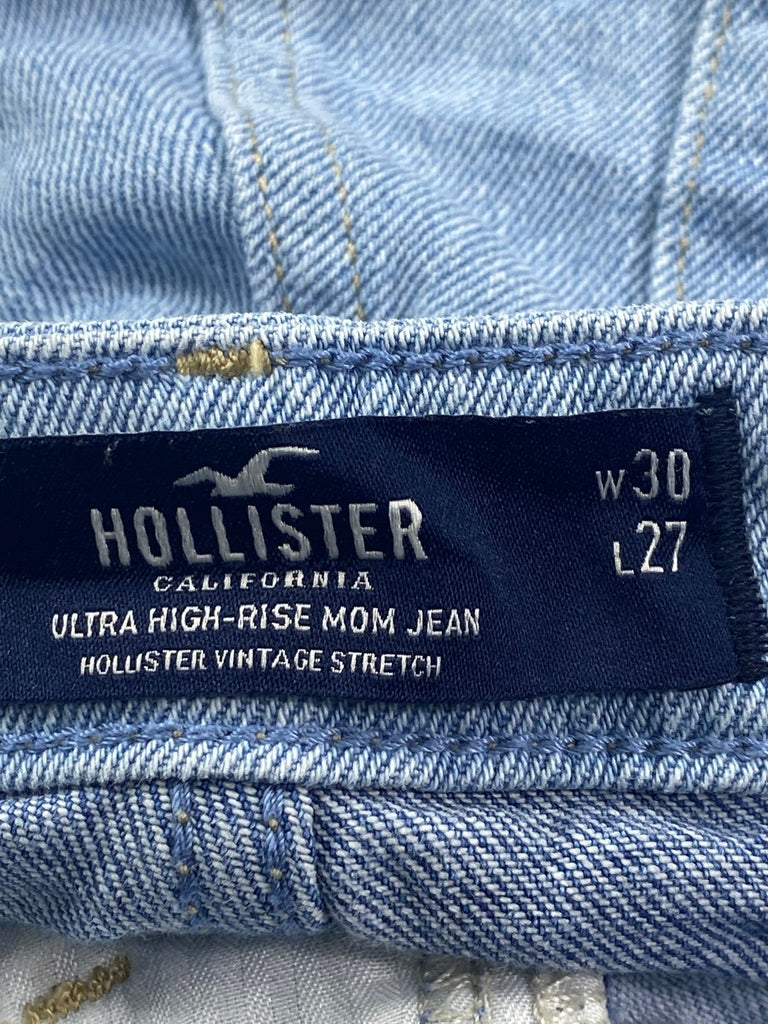 W30
L27
HOLLISTER
CALIFORNIA
ULTRA HIGH-RISE MOM JEAN
HOLLISTER VINTAGE STRETCH